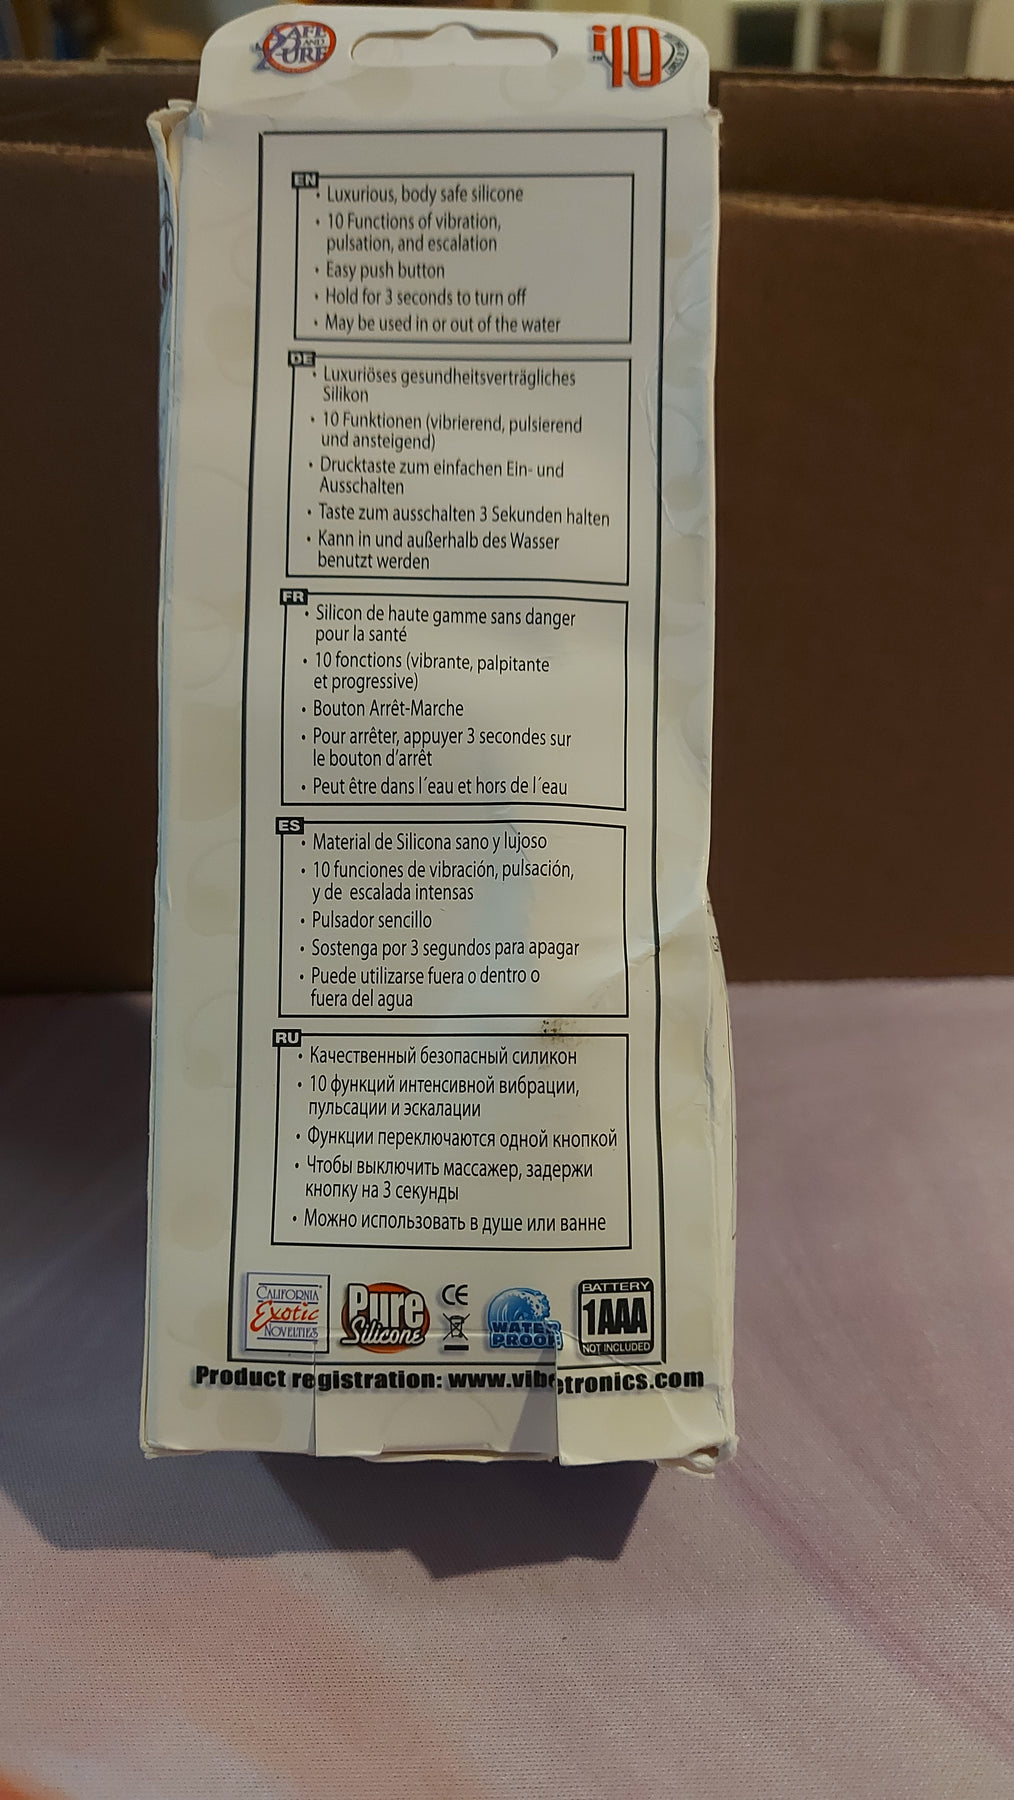 SAFE AND PURE
i10
EN
• Luxurious, body safe silicone
• 10 Functions of vibration,
pulsation, and escalation
• Easy push button
• Hold for 3 seconds to turn off
• May be used in or out of the water
DE
• Luxuriöses gesundheitsverträgliches
Silikon
• 10 Funktionen (vibrierend, pulsierend
und ansteigend)
• Drucktaste zum einfachen Ein- und
Ausschalten
• Taste zum ausschalten 3 Sekunden halten
• Kann in und außerhalb des Wasser
benutzt werden
FR
• Silicon de haute gamme sans danger
pour la santé
• 10 fonctions (vibrante, palpitante
et progressive)
• Bouton Arrêt-Marche
• Pour arrêter, appuyer 3 secondes sur
le bouton d'arrêt
• Peut être dans l´eau et hors de l´eau
ES
• Material de Silicona sano y lujoso
• 10 funciones de vibración, pulsación,
y de escalada intensas
• Pulsador sencillo
• Sostenga por 3 segundos para apagar
• Puede utilizarse fuera o dentro o
fuera del agua
RU
• Качественный безопасный силикон
• 10 функций интенсивной вибрации,
пульсации и эскалации
• Функции переключаются одной кнопкой
• Чтобы выключить массажер, задержи
кнопку на 3 секунды
• Можно использовать в душе или ванне
CALIFORNIA
Exotic
NOVELTIES
Pure
Silicone
CE
WATER
PROOF
BATTERY
1AAA
NOT INCLUDED
Product registration: www.vibetronics.com